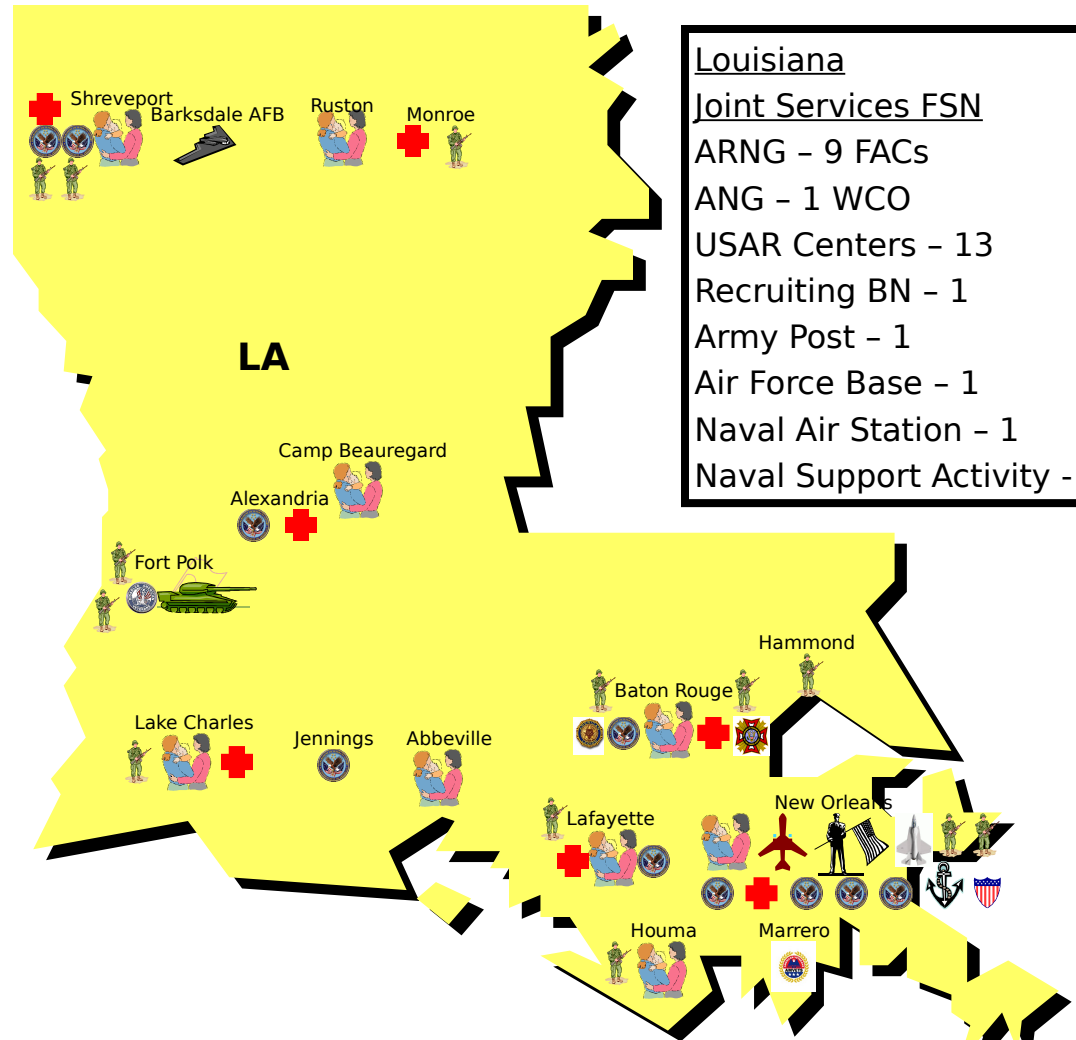 Louisiana
Joint Services FSN
ARNG – 9 FACs
ANG – 1 WCO
USAR Centers – 13
Recruiting BN – 1
Army Post – 1
Air Force Base – 1
Naval Air Station – 1
Naval Support Activity -
Shreveport
Barksdale AFB
Ruston
Monroe
LA
Camp Beauregard
Alexandria
Fort Polk
Hammond
Baton Rouge
Lake Charles
Jennings
Abbeville
New Orleans
Lafayette
Houma
Marrero